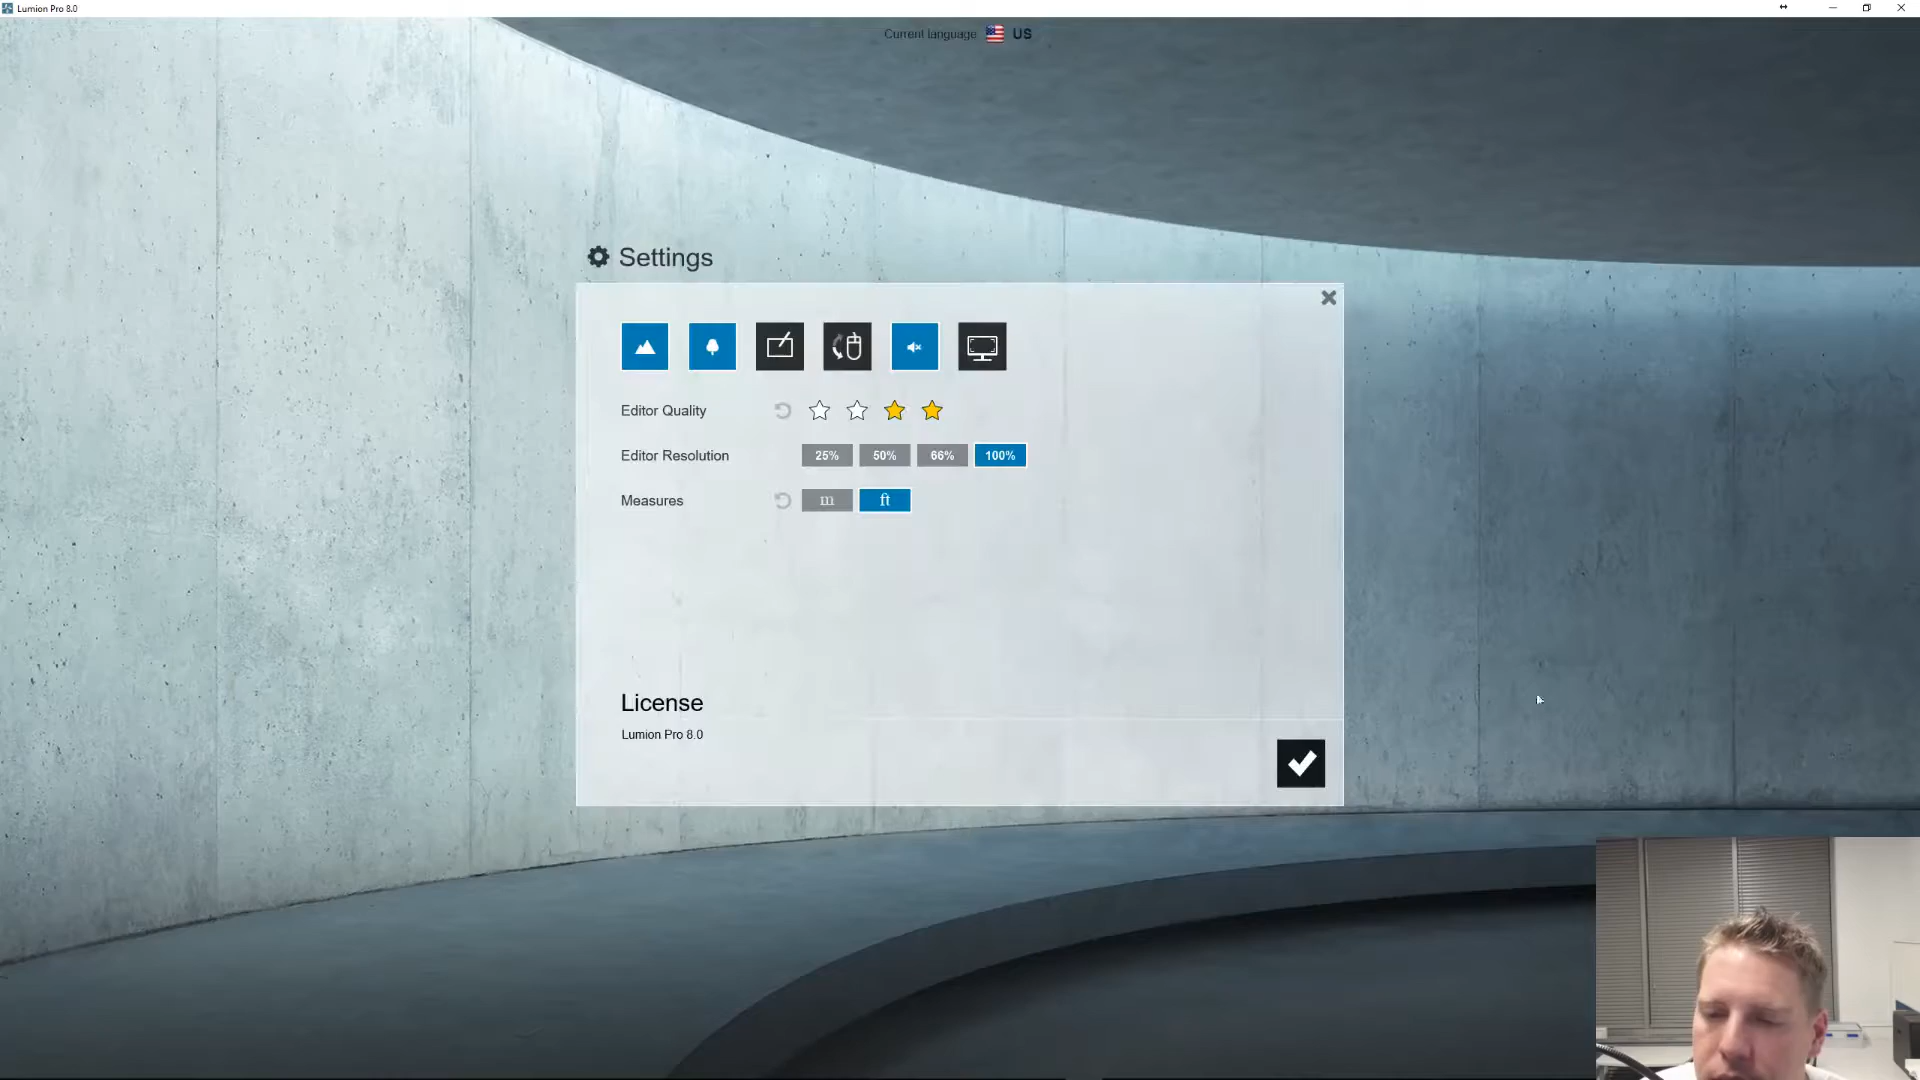 Lumion Pro 8.0
Current language US
Settings
Editor Quality
Editor Resolution 25% 50% 66% 100%
Measures m ft
License
Lumion Pro 8.0